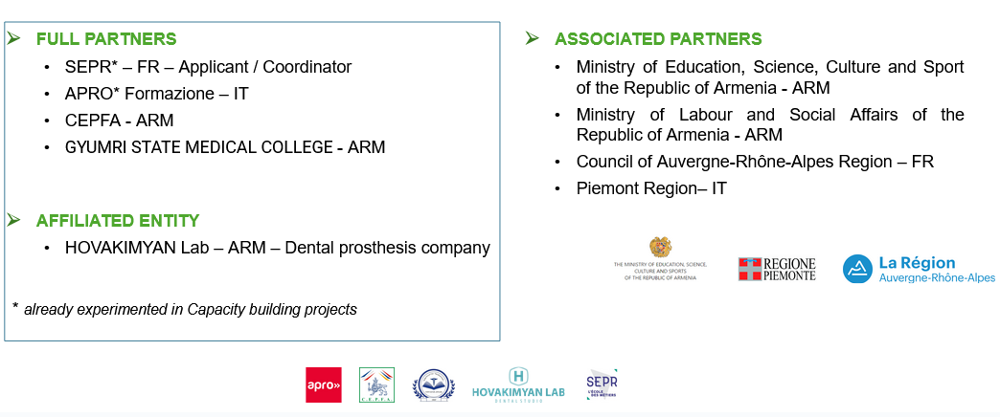 FULL PARTNERS
• SEPR* – FR – Applicant / Coordinator
• APRO* Formazione – IT
• CEPFA - ARM
• GYUMRI STATE MEDICAL COLLEGE - ARM
AFFILIATED ENTITY
• HOVAKIMYAN Lab – ARM – Dental prosthesis company
* already experimented in Capacity building projects
ASSOCIATED PARTNERS
• Ministry of Education, Science, Culture and Sport
of the Republic of Armenia - ARM
• Ministry of Labour and Social Affairs of the
Republic of Armenia - ARM
• Council of Auvergne-Rhône-Alpes Region – FR
• Piemont Region– IT
THE MINISTRY OF EDUCATION, SCIENCE,
CULTURE AND SPORTS
OF THE REPUBLIC OF ARMENIA
REGIONE
PIEMONTE
La Région
Auvergne-Rhône-Alpes
apro»
C.E.P.F.A.
HOVAKIMYAN LAB
DENTAL STUDIO
SEPR
L'ÉCOLE
DES MÉTIERS